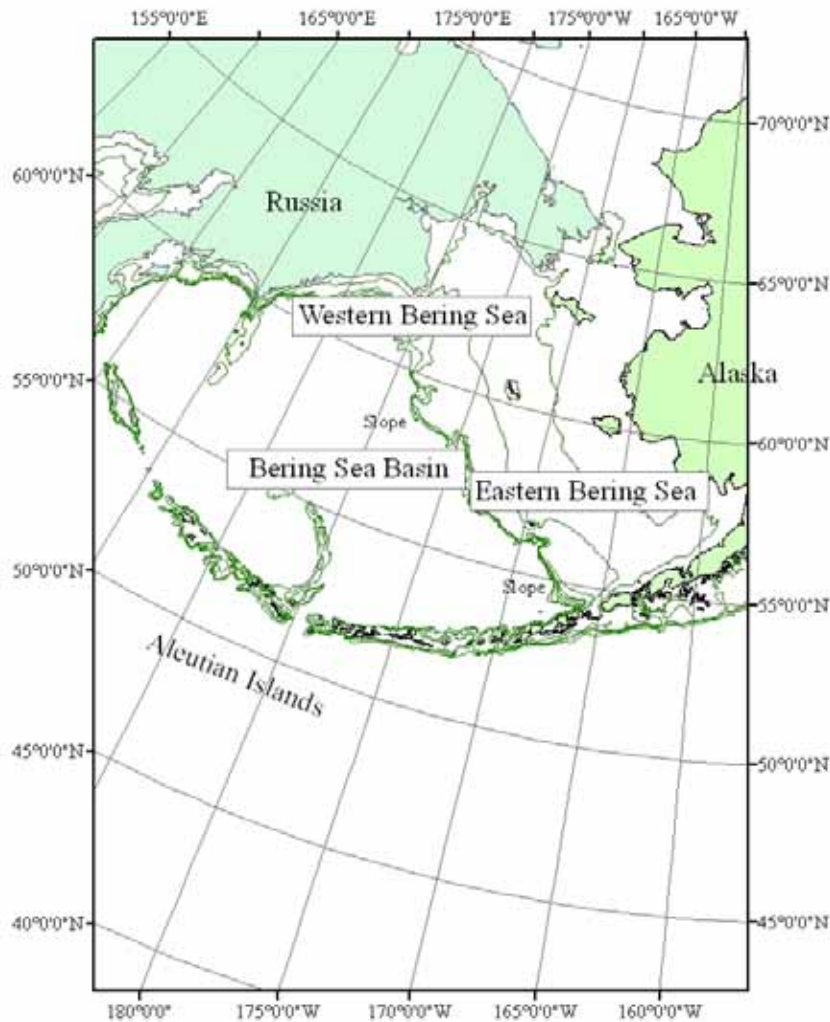 155°0'0"E 165°0'0"E 175°0'0"E 175°0'0"W 165°0'0"W
70°0'0"N
60°0'0"N
Russia
65°0'0"N
Western Bering Sea
55°0'0"N
Alaska
Slope
60°0'0"N
Bering Sea Basin
Eastern Bering Sea
50°0'0"N
Slope
55°0'0"N
Aleutian Islands
45°0'0"N
50°0'0"N
40°0'0"N
45°0'0"N
180°0'0" 175°0'0"W 170°0'0"W 165°0'0"W 160°0'0"W